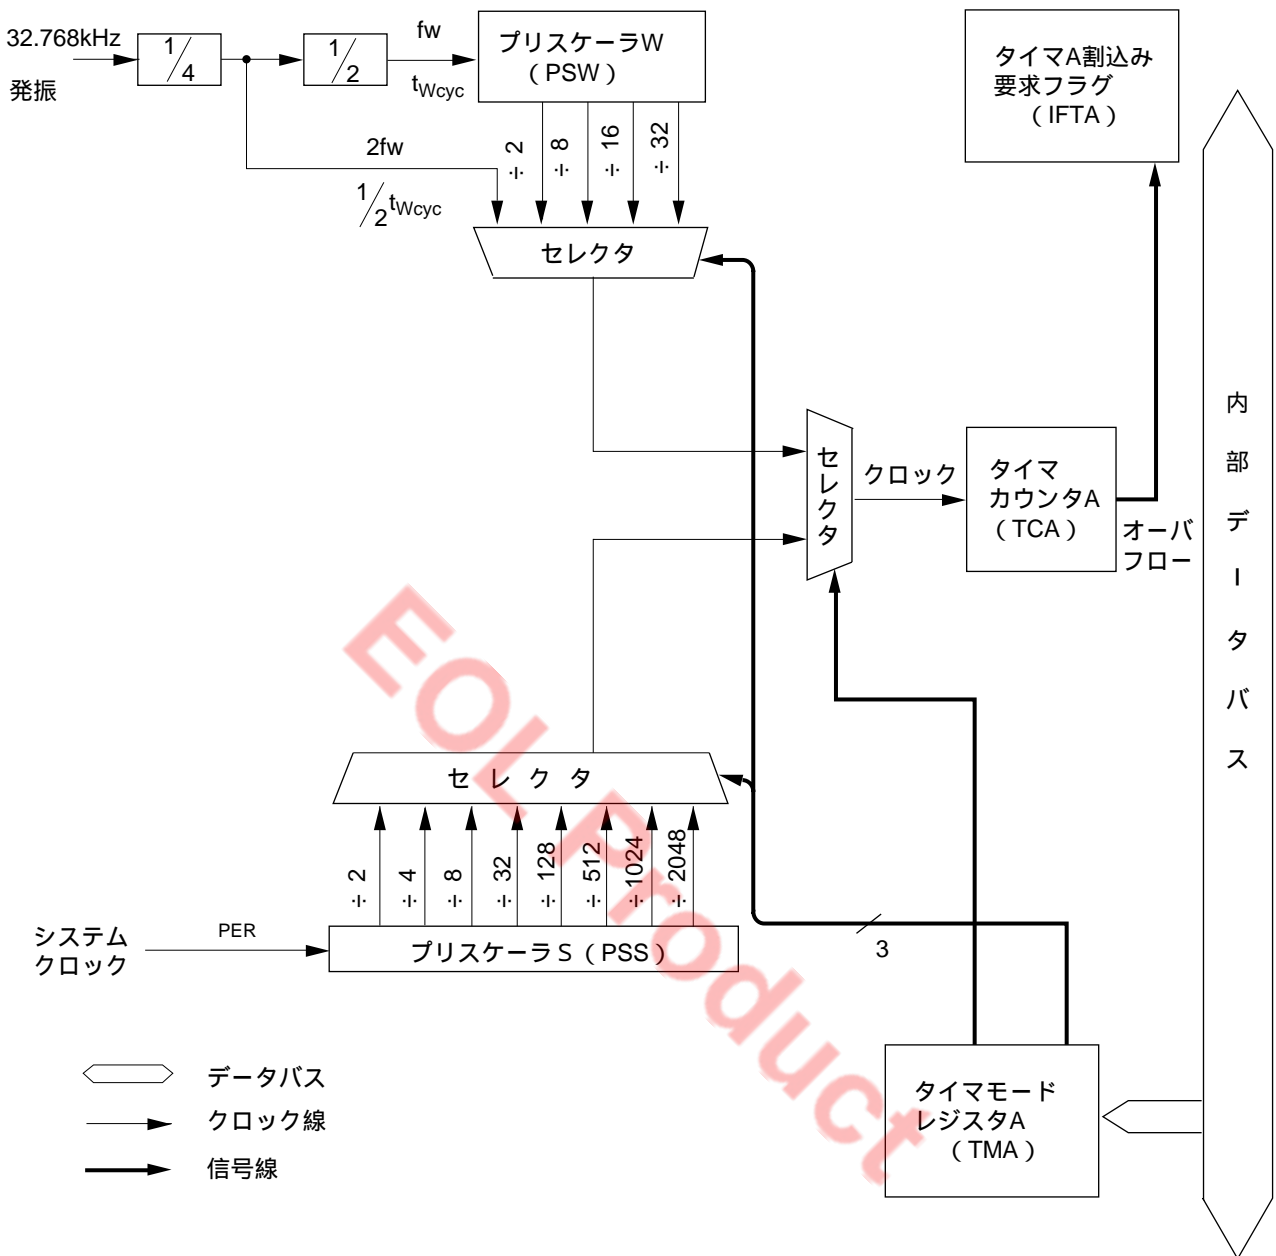 32.768kHz
発振
1/4
1/2
fw
tWcyc
プリスケーラW
(PSW)
タイマA割込み
要求フラグ
(IFTA)
2fw
1/2 tWcyc
÷ 2
÷ 8
÷ 16
÷ 32
セレクタ
セレクタ
クロック
タイマ
カウンタA
(TCA)
オーバ
フロー
内部データバス
セレクタ
÷ 2
÷ 4
÷ 8
÷ 32
÷ 128
÷ 512
÷ 1024
÷ 2048
システム
クロック
PER
プリスケーラS(PSS)
3
タイマモード
レジスタA
(TMA)
データバス
クロック線
信号線
EOL Product